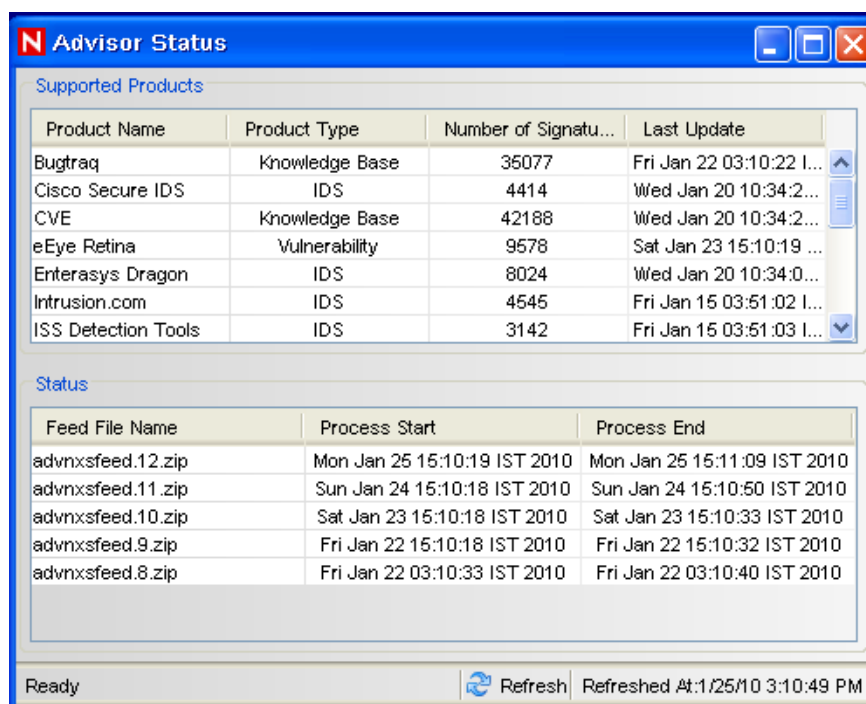 N Advisor Status
Supported Products
Product Name Product Type Number of Signatu... Last Update
Bugtraq Knowledge Base 35077 Fri Jan 22 03:10:22 I...
Cisco Secure IDS IDS 4414 Wed Jan 20 10:34:2...
CVE Knowledge Base 42188 Wed Jan 20 10:34:2...
eEye Retina Vulnerability 9578 Sat Jan 23 15:10:19 ...
Enterasys Dragon IDS 8024 Wed Jan 20 10:34:0...
Intrusion.com IDS 4545 Fri Jan 15 03:51:02 I...
ISS Detection Tools IDS 3142 Fri Jan 15 03:51:03 I...
Status
Feed File Name Process Start Process End
advnxsfeed.12.zip Mon Jan 25 15:10:19 IST 2010 Mon Jan 25 15:11:09 IST 2010
advnxsfeed.11.zip Sun Jan 24 15:10:18 IST 2010 Sun Jan 24 15:10:50 IST 2010
advnxsfeed.10.zip Sat Jan 23 15:10:18 IST 2010 Sat Jan 23 15:10:33 IST 2010
advnxsfeed.9.zip Fri Jan 22 15:10:18 IST 2010 Fri Jan 22 15:10:32 IST 2010
advnxsfeed.8.zip Fri Jan 22 03:10:33 IST 2010 Fri Jan 22 03:10:40 IST 2010
Ready Refresh Refreshed At:1/25/10 3:10:49 PM